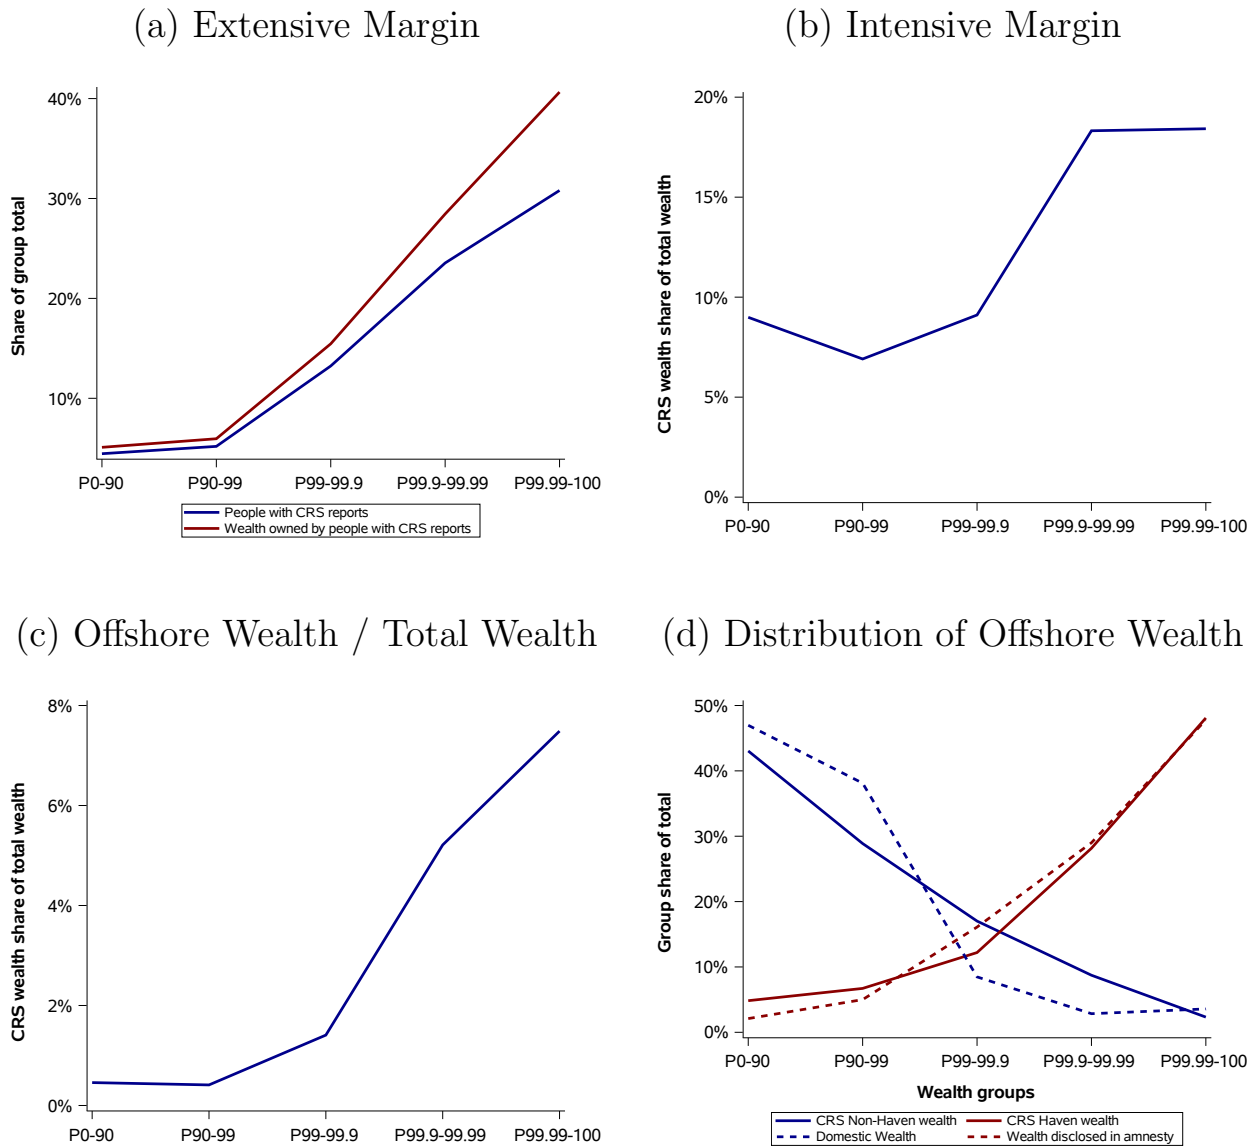 (a) Extensive Margin
40%
30%
20%
10%
Share of group total
P0-90 P90-99 P99-99.9 P99.9-99.99 P99.99-100
People with CRS reports
Wealth owned by people with CRS reports
(b) Intensive Margin
20%
15%
10%
5%
0%
CRS wealth share of total wealth
P0-90 P90-99 P99-99.9 P99.9-99.99 P99.99-100
(c) Offshore Wealth / Total Wealth
8%
6%
4%
2%
0%
CRS wealth share of total wealth
P0-90 P90-99 P99-99.9 P99.9-99.99 P99.99-100
(d) Distribution of Offshore Wealth
50%
40%
30%
20%
10%
0%
Group share of total
P0-90 P90-99 P99-99.9 P99.9-99.99 P99.99-100
Wealth groups
CRS Non-Haven wealth CRS Haven wealth
Domestic Wealth Wealth disclosed in amnesty